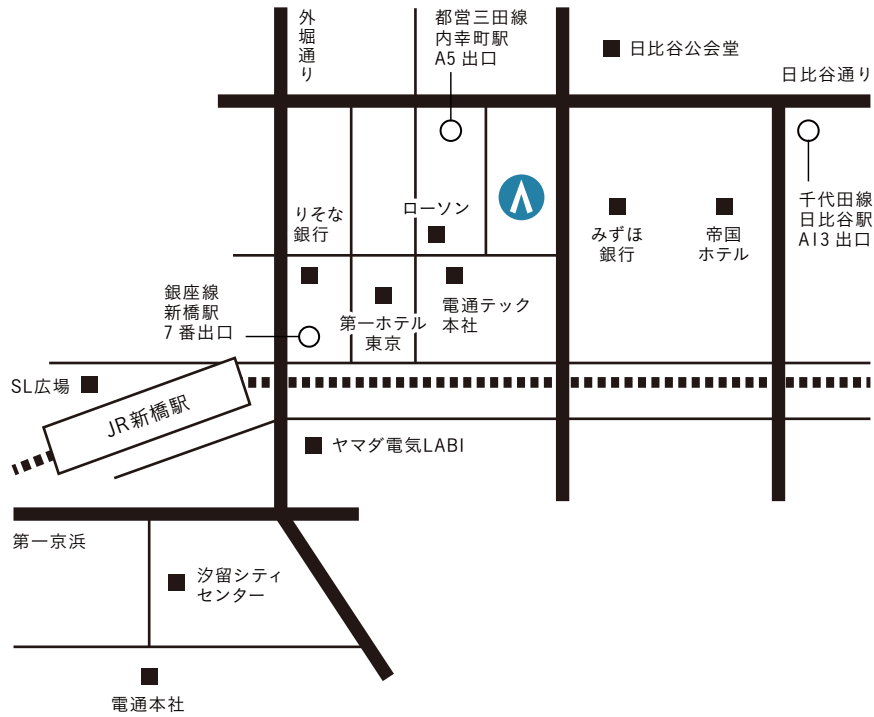 外堀通り
都営三田線
内幸町駅
A5 出口
日比谷公会堂
日比谷通り
千代田線
日比谷駅
A13 出口
りそな
銀行
ローソン
みずほ
銀行
帝国
ホテル
銀座線
新橋駅
7 番出口
第一ホテル
東京
電通テック
本社
SL広場
JR新橋駅
ヤマダ電気LABI
第一京浜
汐留シティ
センター
電通本社